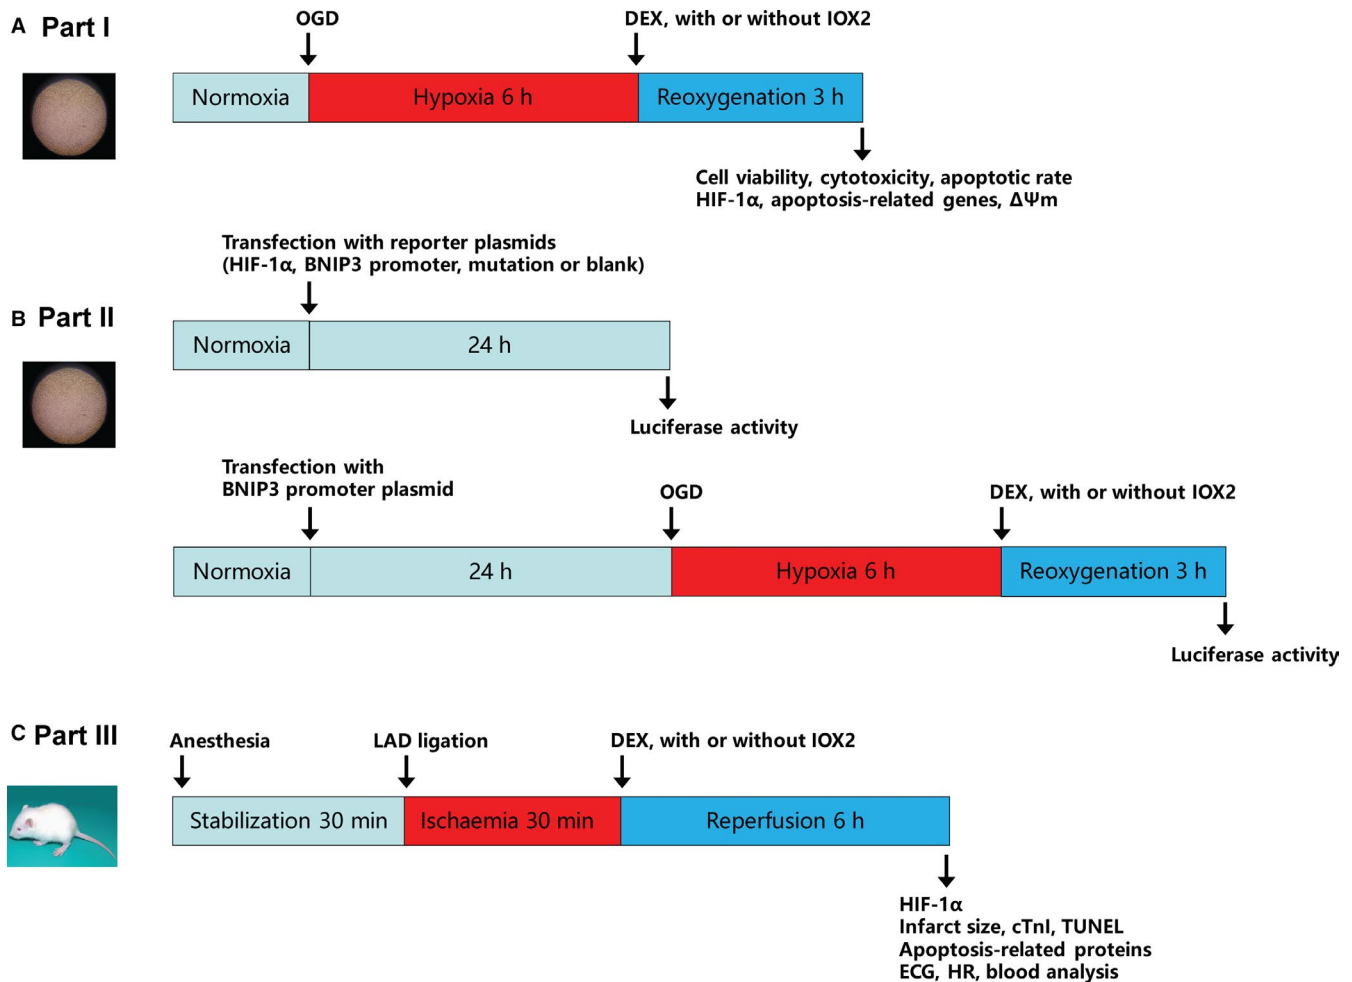 A Part I
OGD
DEX, with or without IOX2
Normoxia
Hypoxia 6 h
Reoxygenation 3 h
Cell viability, cytotoxicity, apoptotic rate
HIF-1α, apoptosis-related genes, ΔΨm
Transfection with reporter plasmids
(HIF-1α, BNIP3 promoter, mutation or blank)
B Part II
Normoxia
24 h
Luciferase activity
Transfection with
BNIP3 promoter plasmid
OGD
DEX, with or without IOX2
Normoxia
24 h
Hypoxia 6 h
Reoxygenation 3 h
Luciferase activity
C Part III
Anesthesia
LAD ligation
DEX, with or without IOX2
Stabilization 30 min
Ischaemia 30 min
Reperfusion 6 h
HIF-1α
Infarct size, cTnI, TUNEL
Apoptosis-related proteins
ECG, HR, blood analysis